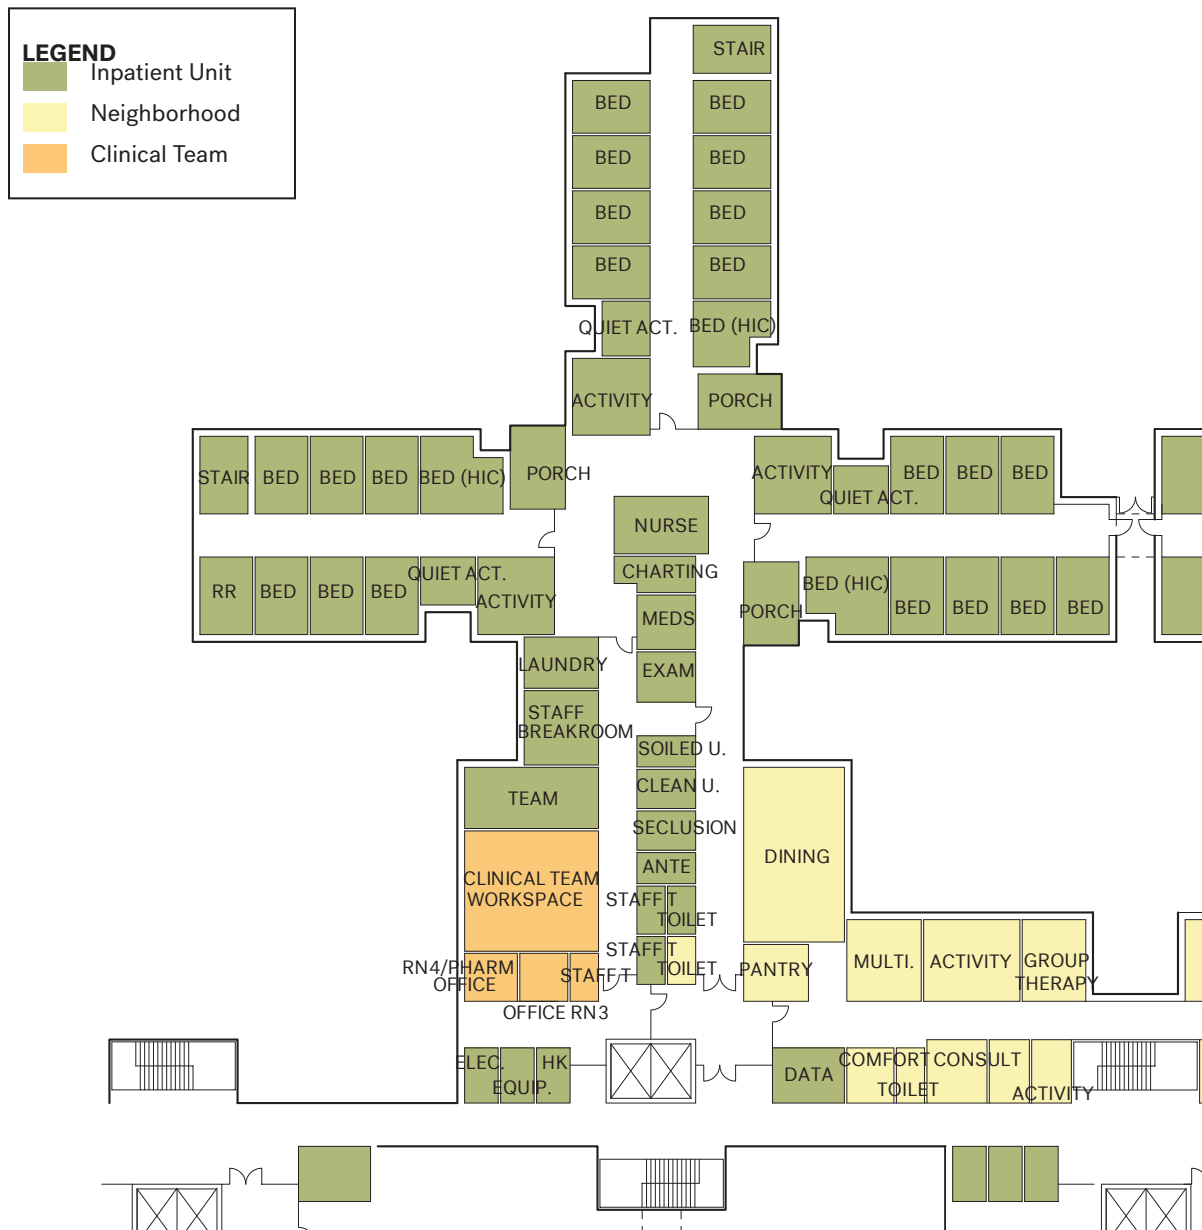 LEGEND
Inpatient Unit
Neighborhood
Clinical Team
STAIR
BED
BED
BED
BED
BED
BED
BED
BED
QUIET ACT.
BED (HIC)
ACTIVITY
PORCH
STAIR
BED
BED
BED
BED (HIC)
PORCH
ACTIVITY
QUIET ACT.
BED
BED
BED
NURSE
CHARTING
RR
BED
BED
BED
QUIET ACT.
ACTIVITY
MEDS
PORCH
BED (HIC)
BED
BED
BED
BED
LAUNDRY
EXAM
STAFF
BREAKROOM
SOILED U.
CLEAN U.
TEAM
SECLUSION
DINING
ANTE
CLINICAL TEAM
WORKSPACE
STAFF T
TOILET
STAFF T
TOILET
RN4/PHARM
OFFICE
STAFF T
OFFICE RN3
PANTRY
MULTI.
ACTIVITY
GROUP
THERAPY
ELEC.
EQUIP.
HK
DATA
COMFORT
TOILET
CONSULT
ACTIVITY